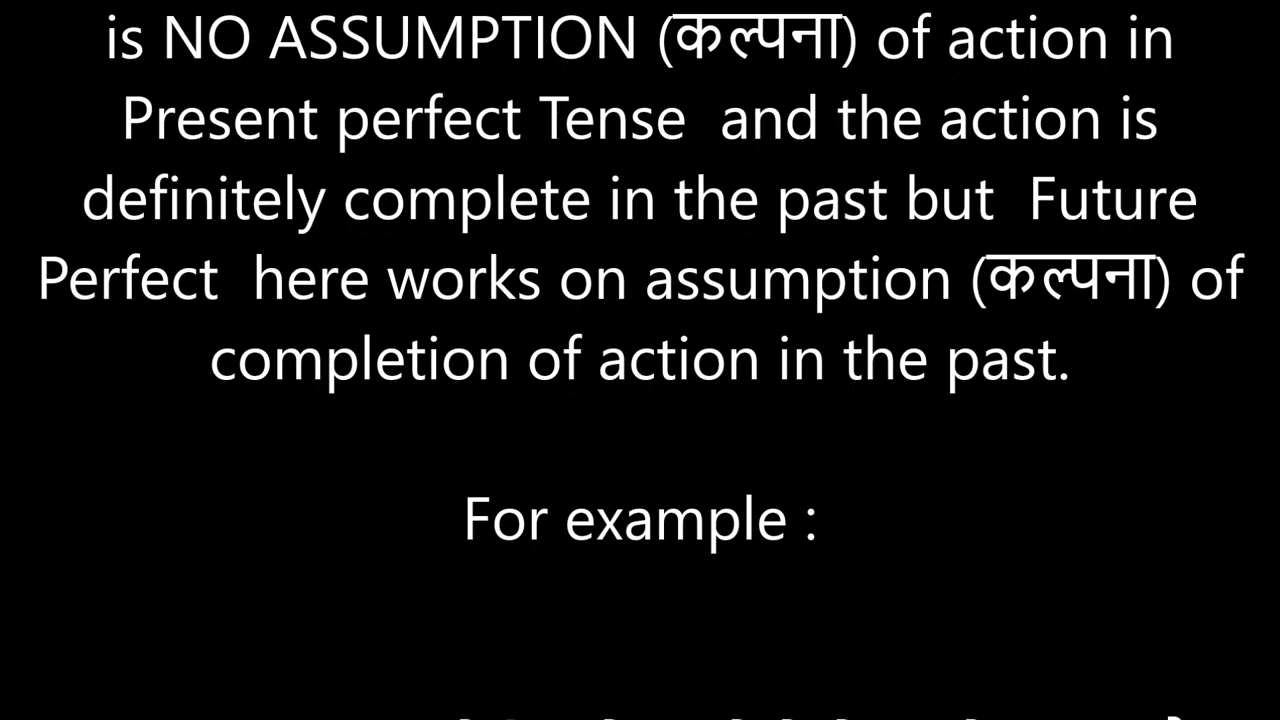 is NO ASSUMPTION (कल्पना) of action in
Present perfect Tense  and the action is
definitely complete in the past but  Future
Perfect  here works on assumption (कल्पना) of
completion of action in the past.
For example :